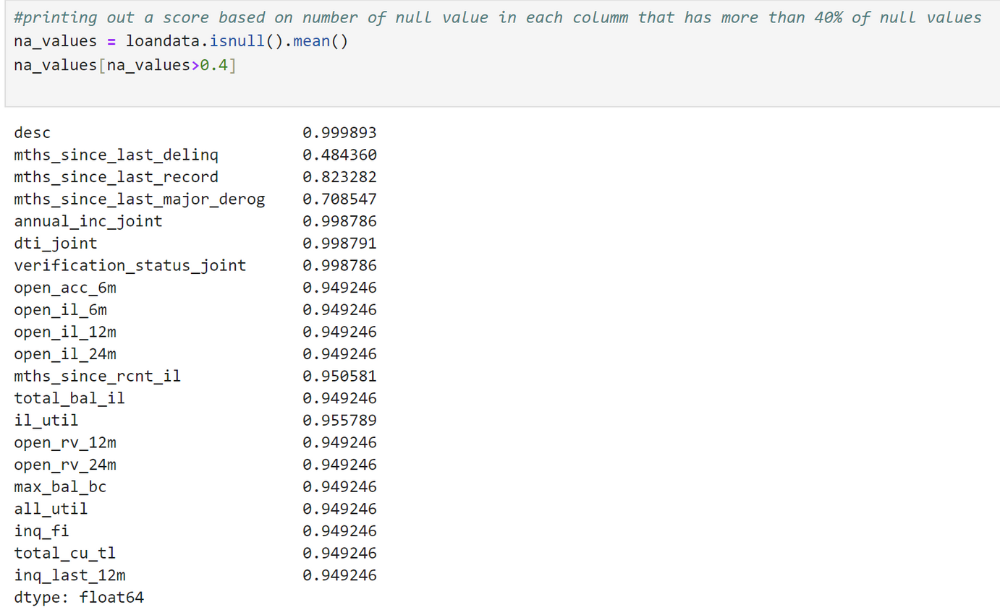 #printing out a score based on number of null value in each columm that has more than 40% of null values
na_values = loandata.isnull().mean()
na_values[na_values>0.4]
desc 0.999893
mths_since_last_delinq 0.484360
mths_since_last_record 0.823282
mths_since_last_major_derog 0.708547
annual_inc_joint 0.998786
dti_joint 0.998791
verification_status_joint 0.998786
open_acc_6m 0.949246
open_il_6m 0.949246
open_il_12m 0.949246
open_il_24m 0.949246
mths_since_rcnt_il 0.950581
total_bal_il 0.949246
il_util 0.955789
open_rv_12m 0.949246
open_rv_24m 0.949246
max_bal_bc 0.949246
all_util 0.949246
inq_fi 0.949246
total_cu_tl 0.949246
inq_last_12m 0.949246
dtype: float64